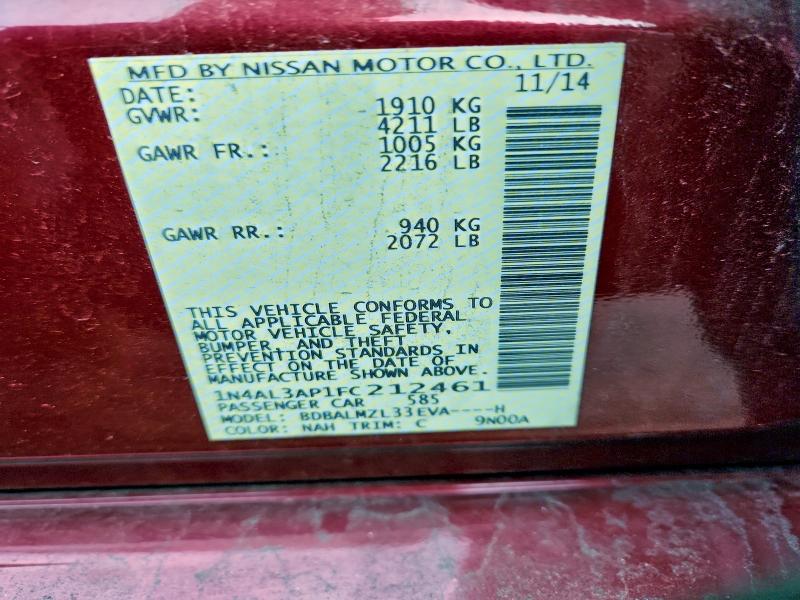 MFD BY NISSAN MOTOR CO., LTD.
DATE: 11/14
GVWR: 1910 KG
4211 LB
GAWR FR.: 1005 KG
2216 LB
GAWR RR.: 940 KG
2072 LB
THIS VEHICLE CONFORMS TO
ALL APPLICABLE FEDERAL
MOTOR VEHICLE SAFETY,
BUMPER, AND THEFT
PREVENTION STANDARDS IN
EFFECT ON THE DATE OF
MANUFACTURE SHOWN ABOVE.
1N4AL3AP1FC212461
PASSENGER CAR 585
MODEL: BDBALMZL33EVA----H
COLOR: NAH TRIM: C 9N00A